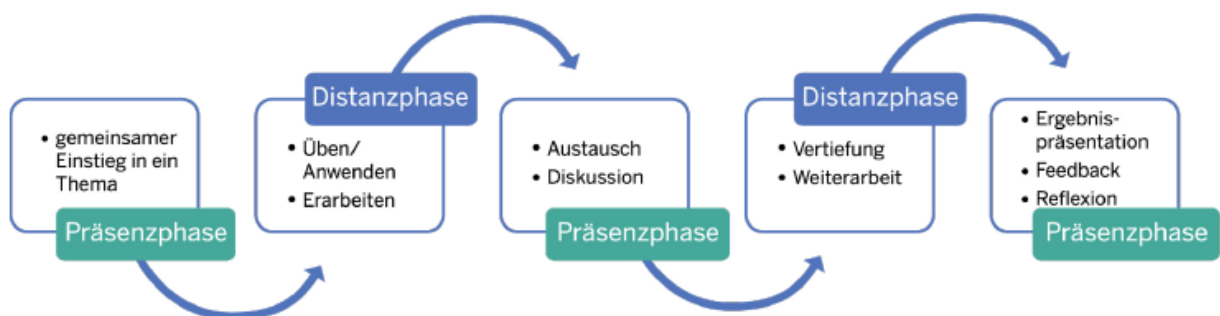 • gemeinsamer
Einstieg in ein
Thema
Präsenzphase
Distanzphase
• Üben/
Anwenden
• Erarbeiten
• Austausch
• Diskussion
Präsenzphase
Distanzphase
• Vertiefung
• Weiterarbeit
• Ergebnis-
präsentation
• Feedback
• Reflexion
Präsenzphase